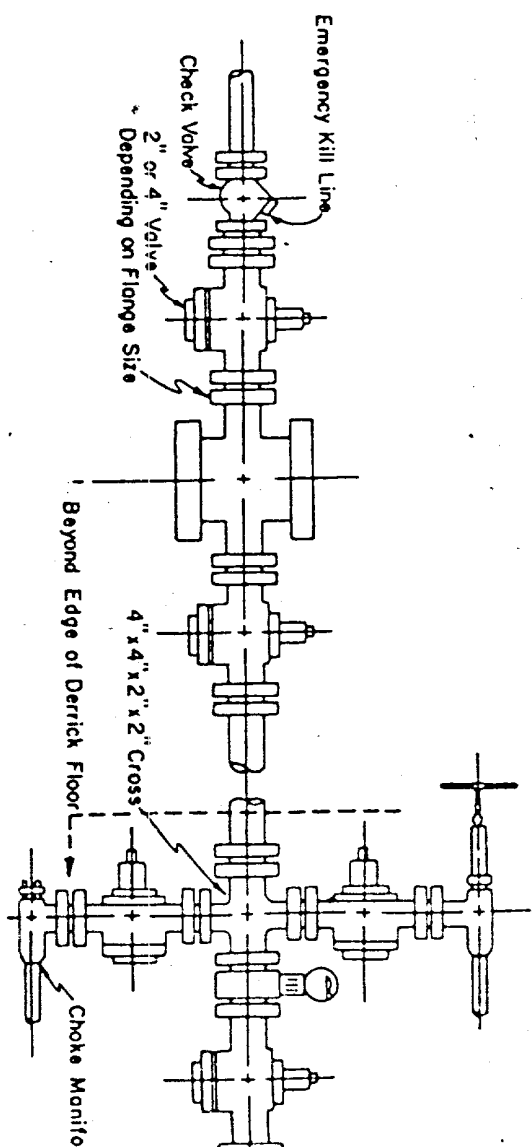 Emergency Kill Line
Check Valve
2" or 4" Valve
Depending on Flange Size
Beyond Edge of Derrick Floor
4"x4"x2"x2" Cross
Choke Manifo